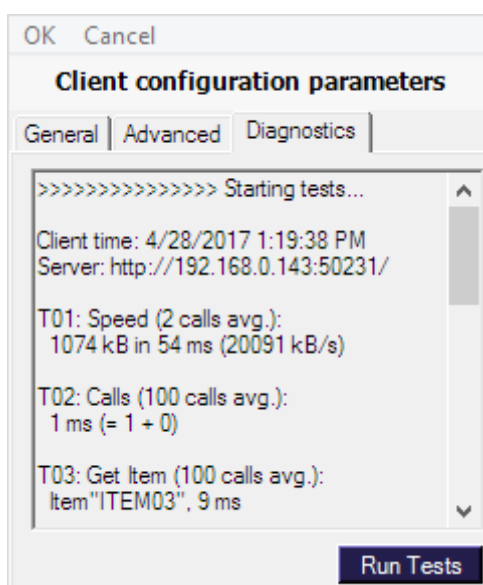 OK Cancel
Client configuration parameters
General Advanced Diagnostics
>>>>>>>>>>>>>>> Starting tests...
Client time: 4/28/2017 1:19:38 PM
Server: http://192.168.0.143:50231/
T01: Speed (2 calls avg.):
1074 kB in 54 ms (20091 kB/s)
T02: Calls (100 calls avg.):
1 ms (= 1 + 0)
T03: Get Item (100 calls avg.):
Item"ITEM03", 9 ms
Run Tests